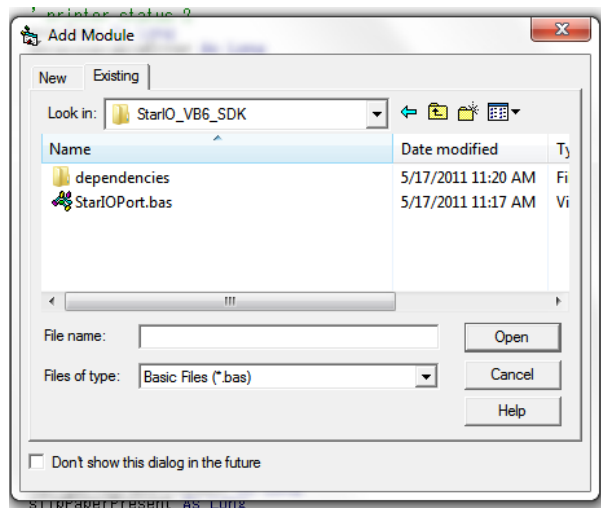 ' printer status ?
Add Module
New Existing
Look in: StarIO_VB6_SDK
Name Date modified Ty
dependencies 5/17/2011 11:20 AM Fi
StarIOPort.bas 5/17/2011 11:17 AM Vi
File name: Open
Files of type: Basic Files (*.bas) Cancel
Help
Don't show this dialog in the future
slipPaperPresent As Long